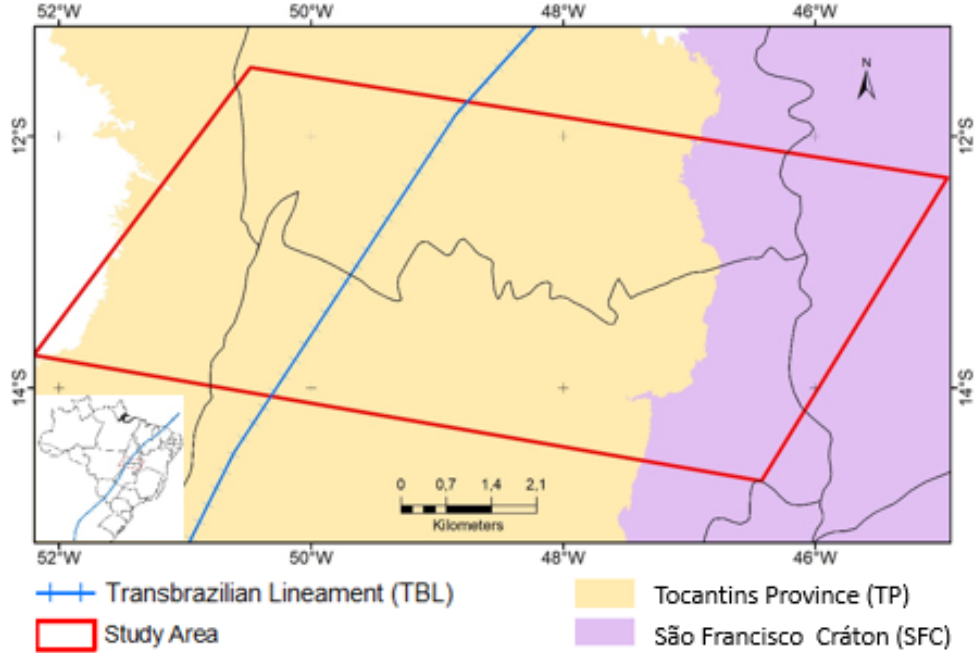 52°W 50°W 48°W 46°W
N
12°S 12°S
14°S 14°S
0 0,7 1,4 2,1
Kilometers
52°W 50°W 48°W 46°W
Transbrazilian Lineament (TBL)
Study Area
Tocantins Province (TP)
São Francisco Cráton (SFC)